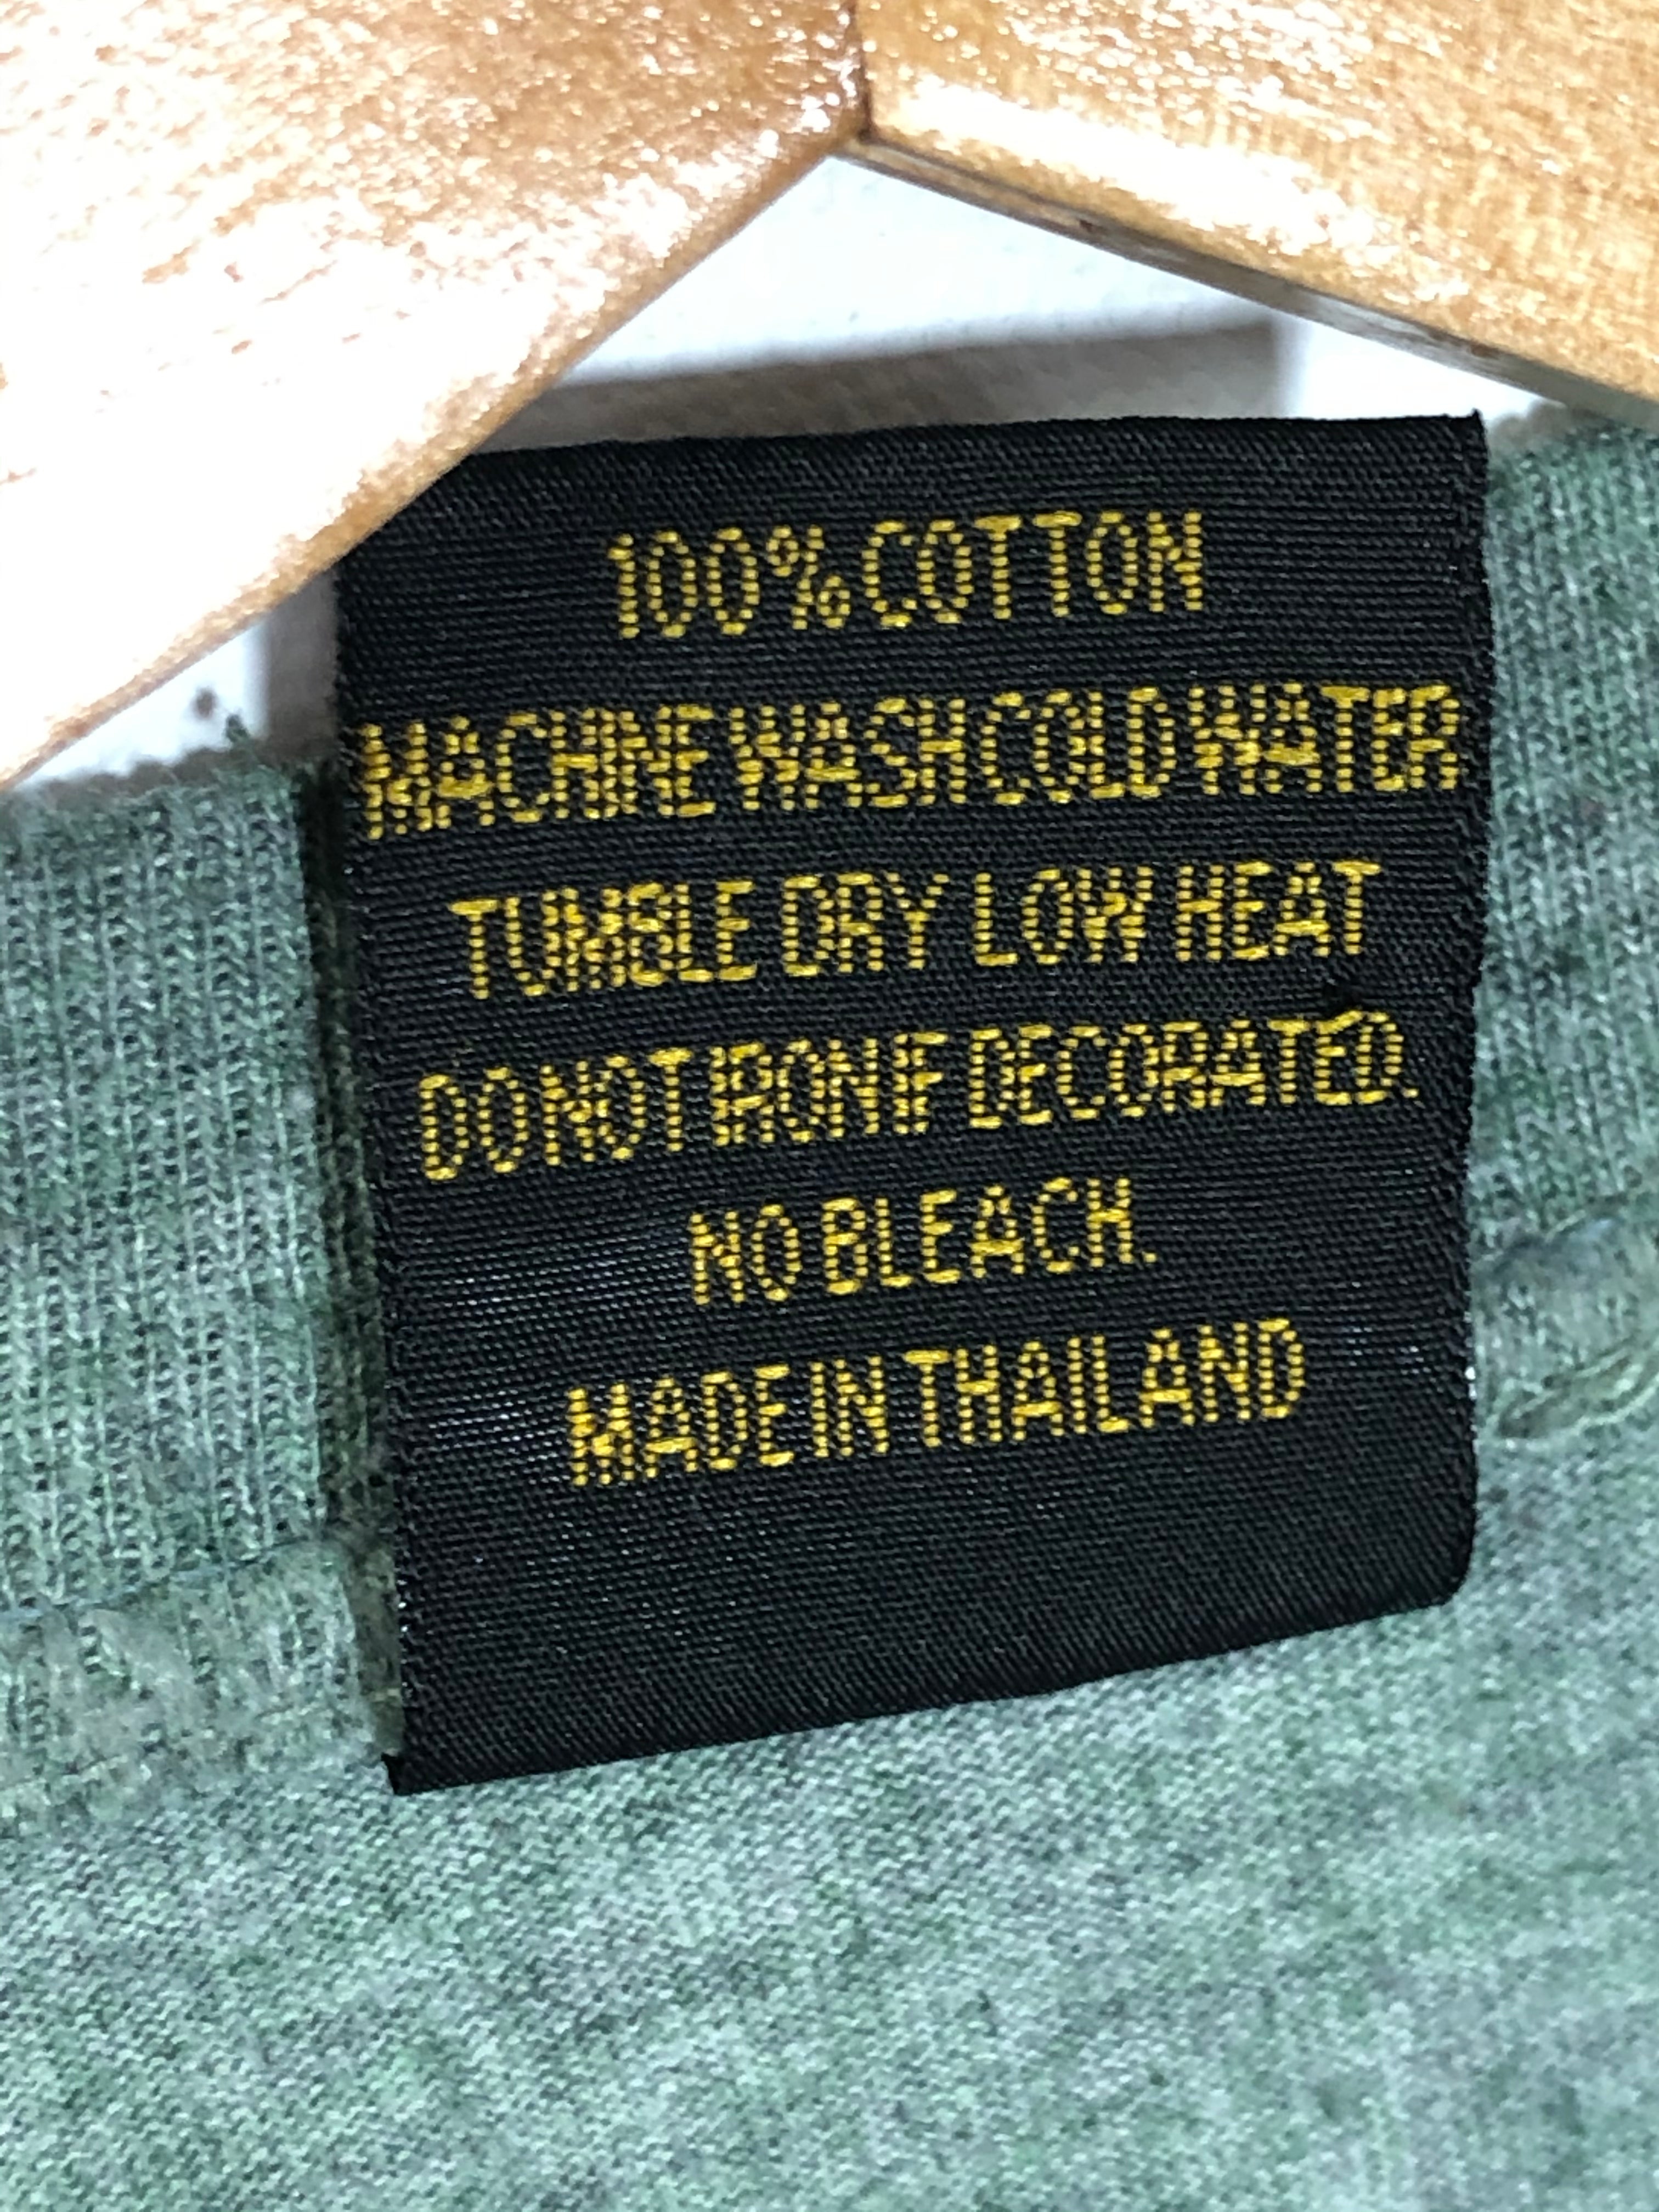 100% COTTON
MACHINE WASH COLD WATER
TUMBLE DRY LOW HEAT
DO NOT IRON IF DECORATED.
NO BLEACH.
MADE IN THAILAND